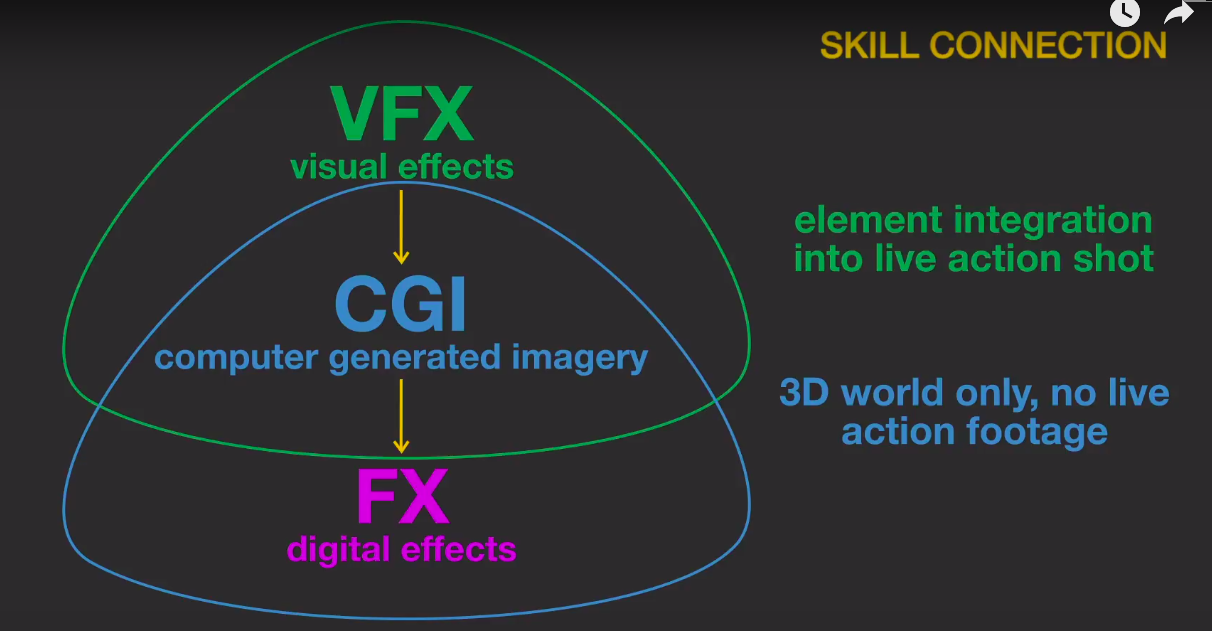 SKILL CONNECTION
VFX
visual effects
CGI
computer generated imagery
FX
digital effects
element integration
into live action shot
3D world only, no live
action footage